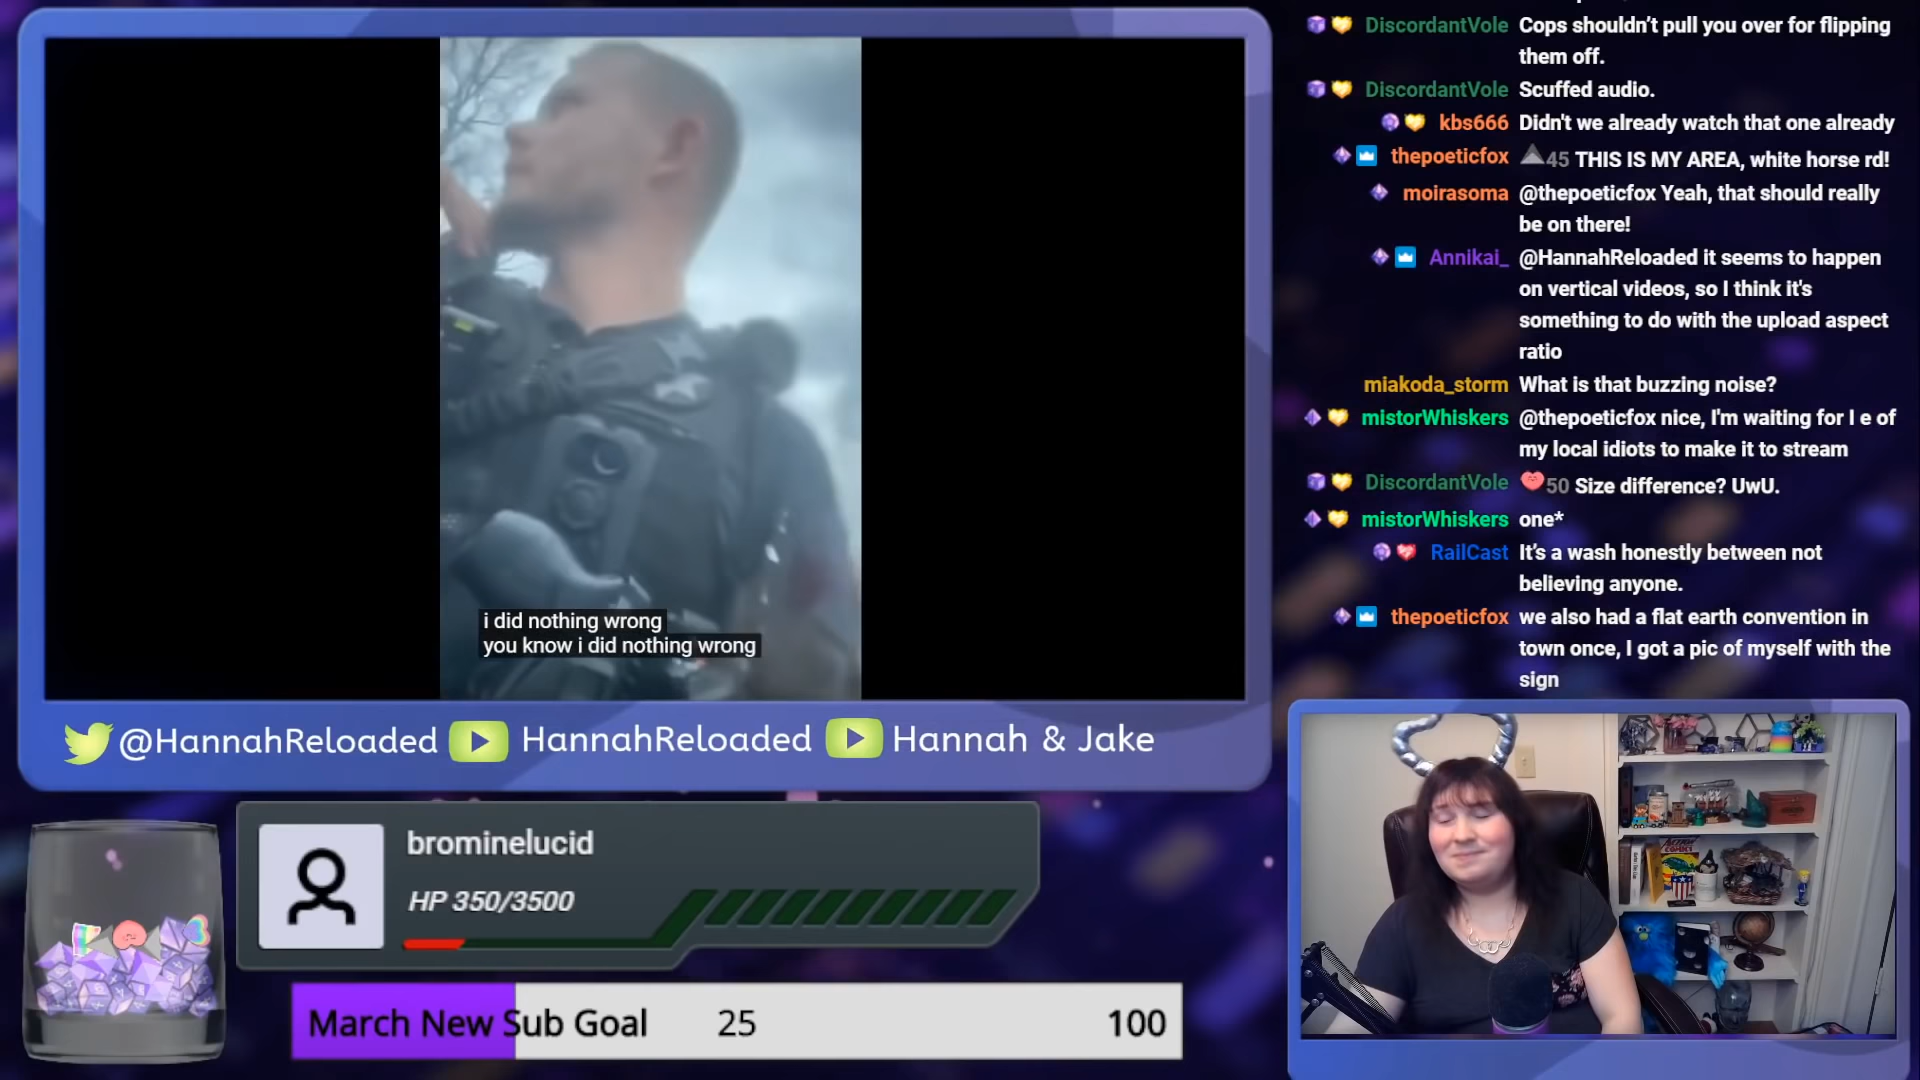 i did nothing wrong
you know i did nothing wrong
@HannahReloaded HannahReloaded Hannah & Jake
brominelucid
HP 350/3500
March New Sub Goal 25 100
DiscordantVole Cops shouldn't pull you over for flipping
them off.
DiscordantVole Scuffed audio.
kbs666 Didn't we already watch that one already
thepoeticfox 45 THIS IS MY AREA, white horse rd!
moirasoma @thepoeticfox Yeah, that should really
be on there!
Annikai_ @HannahReloaded it seems to happen
on vertical videos, so I think it's
something to do with the upload aspect
ratio
miakoda_storm What is that buzzing noise?
mistorWhiskers @thepoeticfox nice, I'm waiting for I e of
my local idiots to make it to stream
DiscordantVole 50 Size difference? UwU.
mistorWhiskers one*
RailCast It's a wash honestly between not
believing anyone.
thepoeticfox we also had a flat earth convention in
town once, I got a pic of myself with the
sign